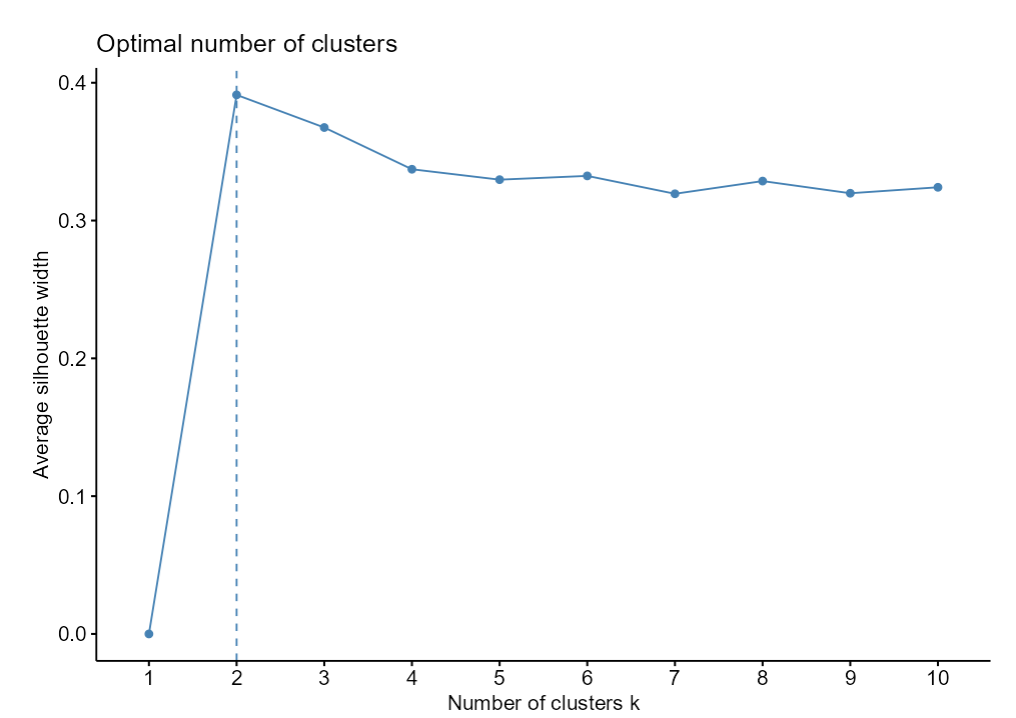 Optimal number of clusters
0.4
0.3
0.2
0.1
0.0
Average silhouette width
1 2 3 4 5 6 7 8 9 10
Number of clusters k